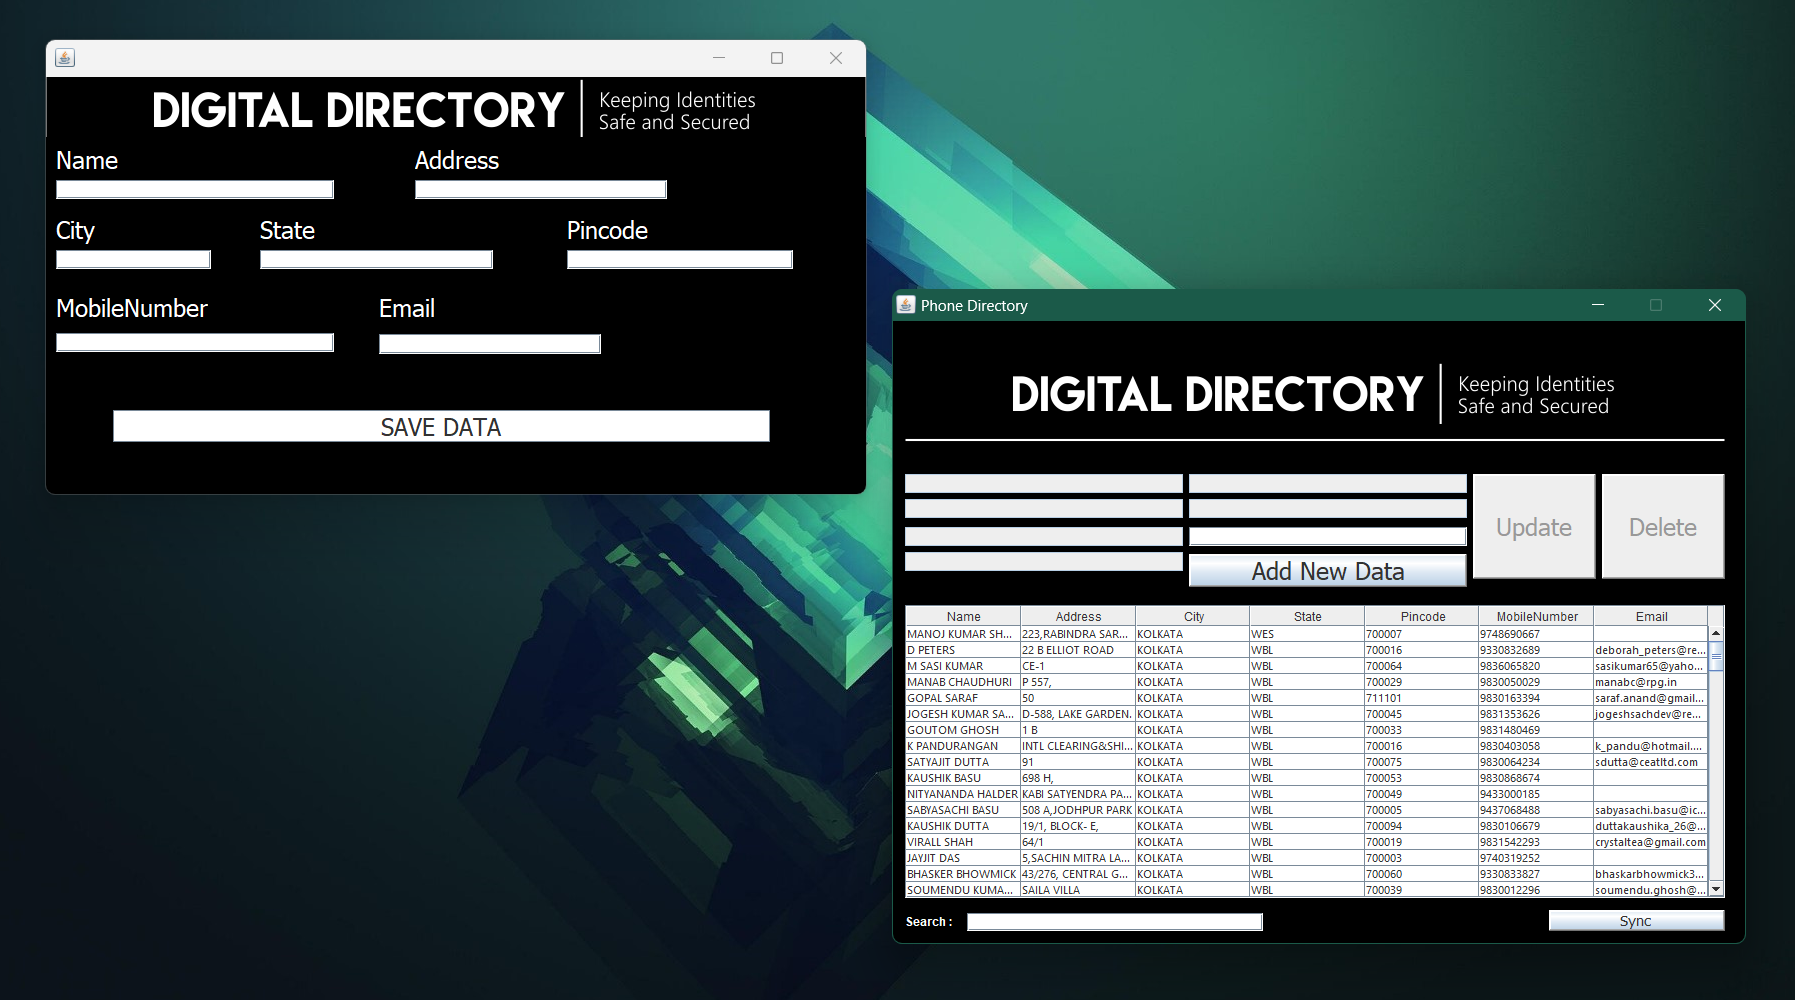 DIGITAL DIRECTORY
Keeping Identities
Safe and Secured
Name Address
City State Pincode
MobileNumber Email
SAVE DATA
Phone Directory
DIGITAL DIRECTORY
Keeping Identities
Safe and Secured
Update Delete
Add New Data
Name Address City State Pincode MobileNumber Email
MANOJ KUMAR SH... 223,RABINDRA SAR... KOLKATA WES 700007 9748690667
D PETERS 22 B ELLIOT ROAD KOLKATA WBL 700016 9330832689 deborah_peters@re...
M SASI KUMAR CE-1 KOLKATA WBL 700064 9836065820 sasikumar65@yaho...
MANAB CHAUDHURI P 557, KOLKATA WBL 700029 9830050029 manabc@rpg.in
GOPAL SARAF 50 KOLKATA WBL 711101 9830163394 saraf.anand@gmail...
JOGESH KUMAR SA... D-588, LAKE GARDEN. KOLKATA WBL 700045 9831353626 jogeshsachdev@re...
GOUTOM GHOSH 1 B KOLKATA WBL 700033 9831480469
K PANDURANGAN INTL CLEARING&SHI... KOLKATA WBL 700016 9830403058 k_pandu@hotmail....
SATYAJIT DUTTA 91 KOLKATA WBL 700075 9830064234 sdutta@ceatltd.com
KAUSHIK BASU 698 H, KOLKATA WBL 700053 9830868674
NITYANANDA HALDER KABI SATYENDRA PA... KOLKATA WBL 700049 9433000185
SABYASACHI BASU 508 A,JODHPUR PARK KOLKATA WBL 700005 9437068488 sabyasachi.basu@ic...
KAUSHIK DUTTA 19/1, BLOCK- E, KOLKATA WBL 700094 9830106679 duttakaushika_26@...
VIRALL SHAH 64/1 KOLKATA WBL 700019 9831542293 crystaltea@gmail.com
JAYJIT DAS 5,SACHIN MITRA LA... KOLKATA WBL 700003 9740319252
BHASKER BHOWMICK 43/276, CENTRAL G... KOLKATA WBL 700060 9330833827 bhaskarbhowmick3...
SOUMENDU KUMA... SAILA VILLA KOLKATA WBL 700039 9830012296 soumendu.ghosh@...
Search : Sync